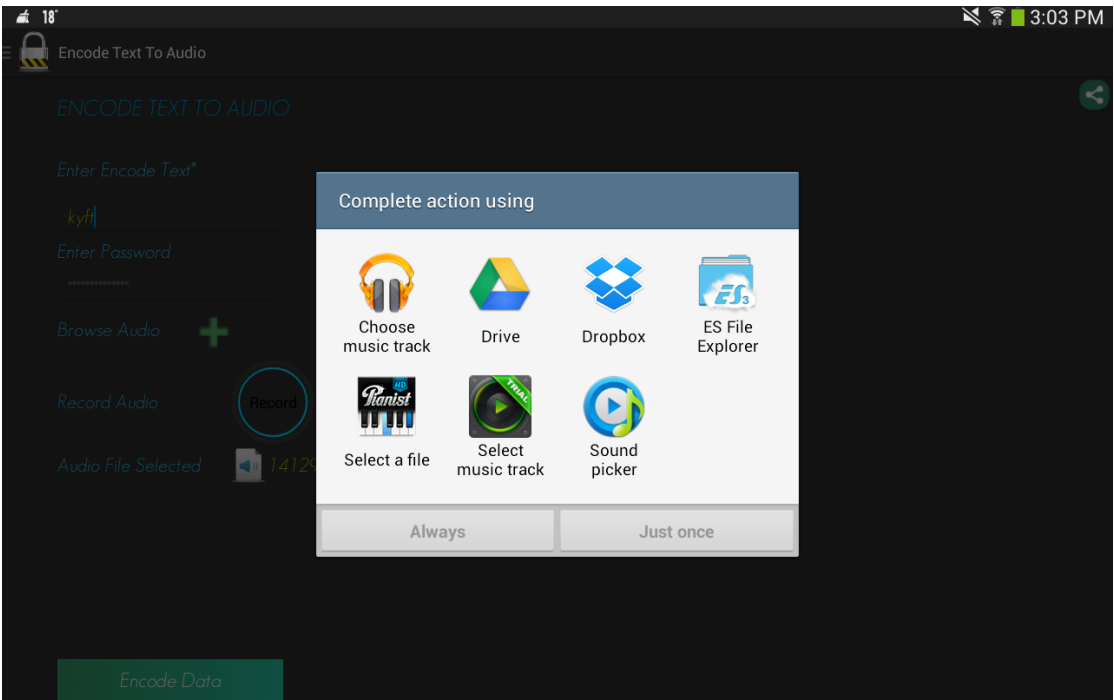 18°
3:03 PM
Encode Text To Audio
ENCODE TEXT TO AUDIO
Enter Encode Text*
kyft
Enter Password
Browse Audio
Record Audio
Record
Audio File Selected
14129
Complete action using
Choose
music track
Drive
Dropbox
ES File
Explorer
Pianist
HD
TRIAL
ES3
Select a file
Select
music track
Sound
picker
Always
Just once
Encode Data